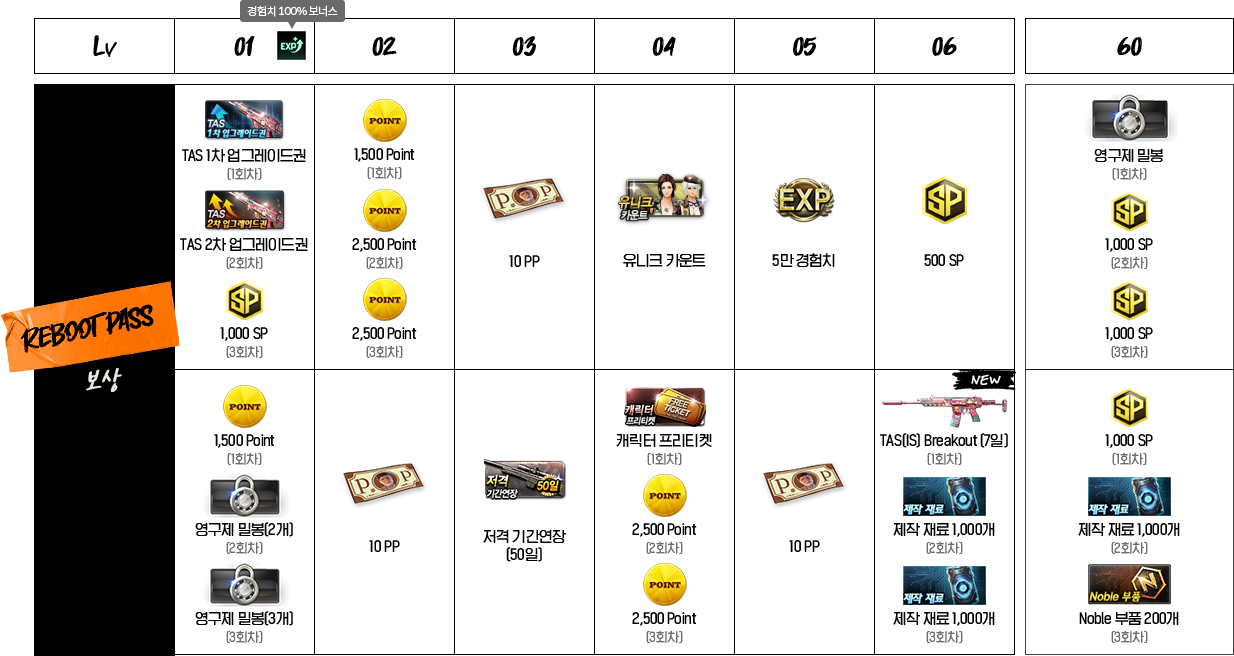 경험치 100% 보너스
Lv 01 EXP 02 03 04 05 06 60
REBOOT PASS
보상
TAS
1차 업그레이드권
TAS 1차 업그레이드권
(1회차)
TAS
2차 업그레이드권
TAS 2차 업그레이드권
(2회차)
SP
1,000 SP
(3회차)
POINT
1,500 Point
(1회차)
POINT
2,500 Point
(2회차)
POINT
2,500 Point
(3회차)
P.O.P
10 PP
유니크
카운트
유니크 카운트
EXP
5만 경험치
SP
500 SP
영구제 밀봉
(1회차)
SP
1,000 SP
(2회차)
SP
1,000 SP
(3회차)
POINT
1,500 Point
(1회차)
영구제 밀봉(2개)
(2회차)
영구제 밀봉(3개)
(3회차)
P.O.P
10 PP
저격
기간연장
50일
저격 기간연장
(50일)
캐릭터
프리티켓
FREE
TICKET
캐릭터 프리티켓
(1회차)
POINT
2,500 Point
(2회차)
POINT
2,500 Point
(3회차)
P.O.P
10 PP
NEW
TAS(IS) Breakout (7일)
(1회차)
제작 재료
제작 재료 1,000개
(2회차)
제작 재료
제작 재료 1,000개
(3회차)
SP
1,000 SP
(1회차)
제작 재료
제작 재료 1,000개
(2회차)
N
Noble 부품
Noble 부품 200개
(3회차)